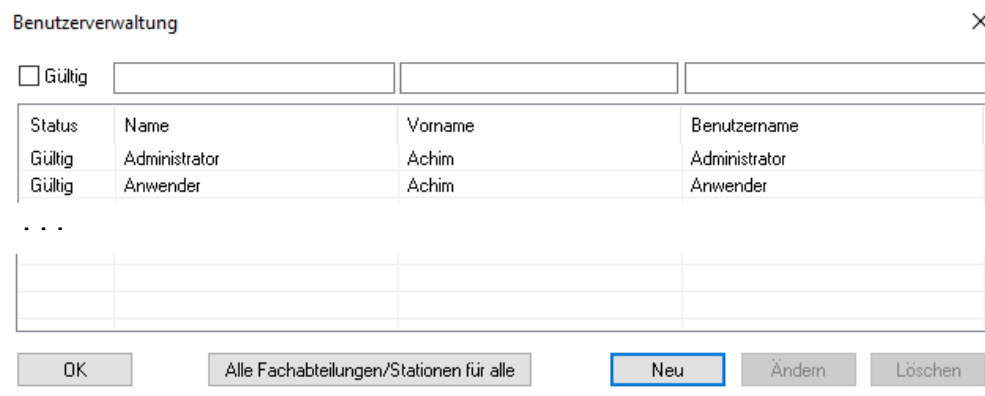 Benutzerverwaltung
Gültig
Status Name Vorname Benutzername
Gültig Administrator Achim Administrator
Gültig Anwender Achim Anwender
. . .
OK Alle Fachabteilungen/Stationen für alle Neu Ändern Löschen